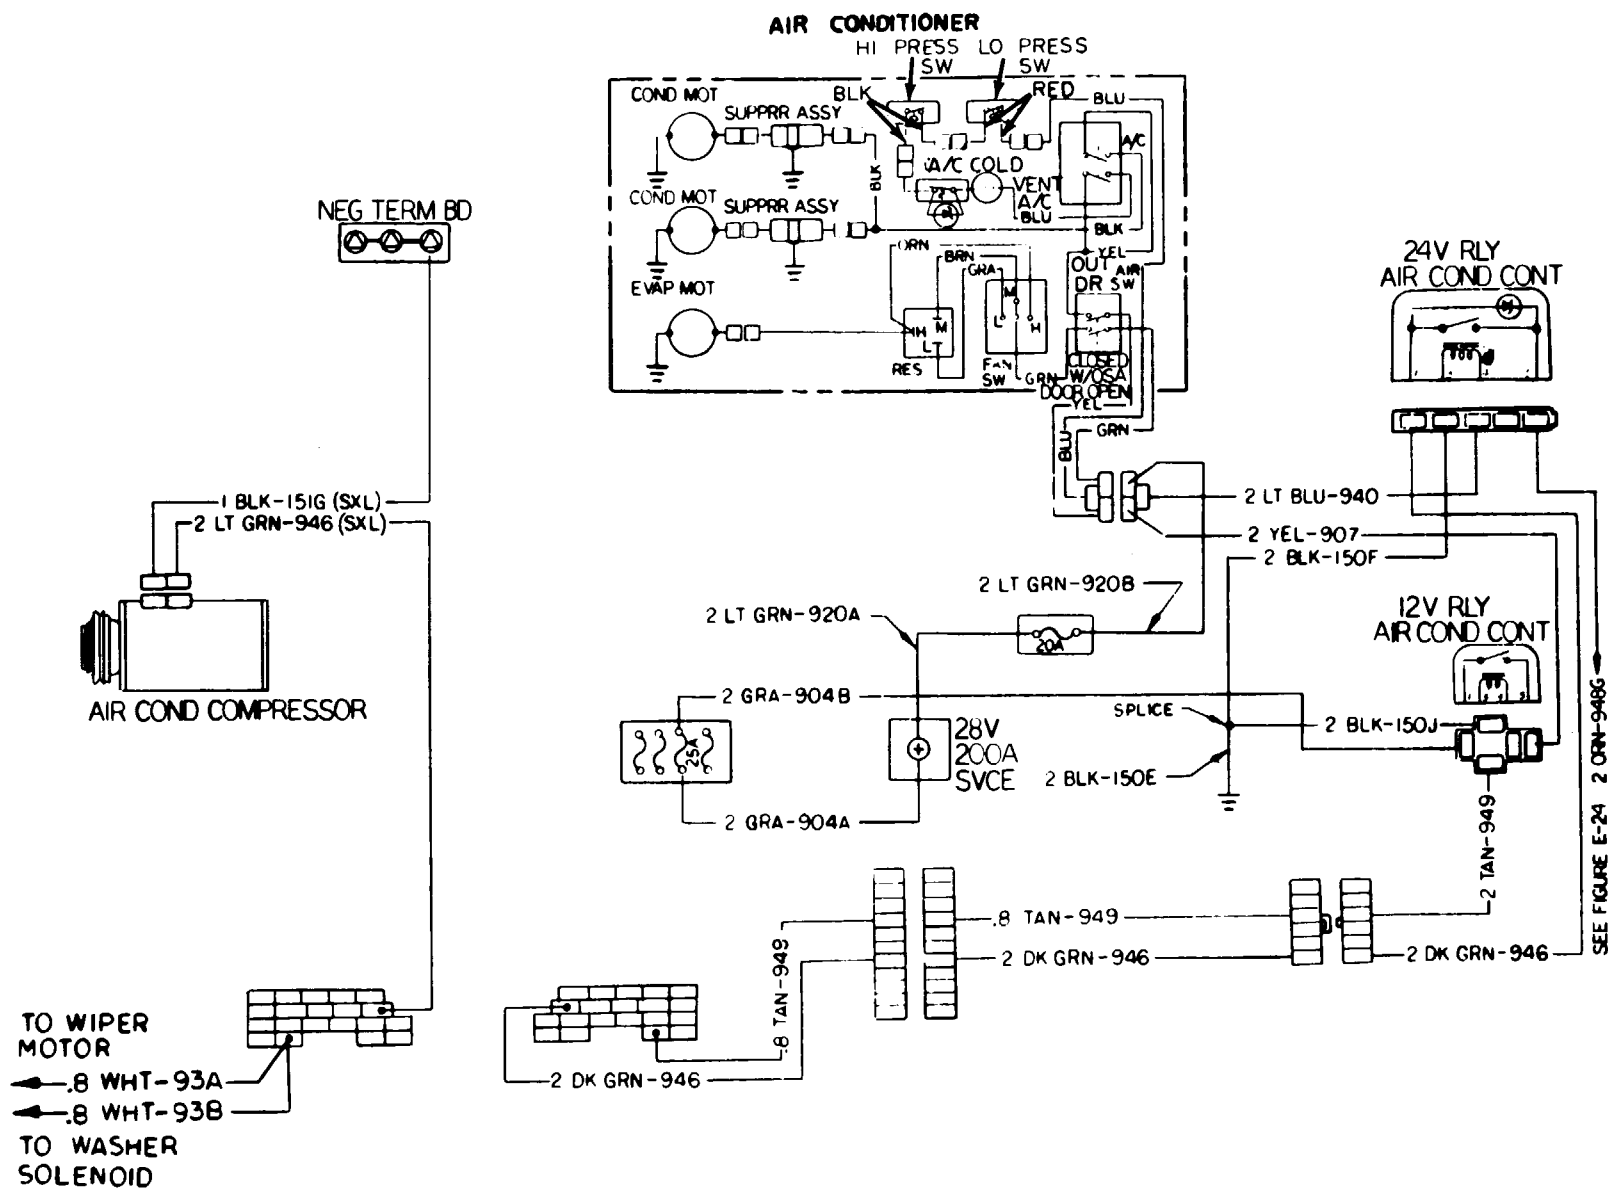 AIR CONDITIONER
HI PRESS SW
LO PRESS SW
COND MOT
SUPPRR ASSY
BLK
RED
BLU
A/C
A/C COLD
BLK
VENT
A/C
BLU
COND MOT
SUPPRR ASSY
BLK
ORN
BRN
GRA
YEL
OUT AIR
DR SW
EVAP MOT
H
M
L
RES
L
M
H
FAN
SW
GRN
CLOSED
W/OSA
DOOR OPEN
YEL
BLU
GRN
NEG TERM BD
24V RLY
AIR COND CONT
1 BLK-151G (SXL)
2 LT GRN-946 (SXL)
2 LT BLU-940
2 YEL-907
2 BLK-150F
2 LT GRN-920B
2 LT GRN-920A
20A
12V RLY
AIR COND CONT
AIR COND COMPRESSOR
2 GRA-904B
SPLICE
2 BLK-150J
25A
28V
200A
SVCE
2 BLK-150E
2 GRA-904A
2 TAN-949
SEE FIGURE E-24 2 ORN-948G
.8 TAN-949
2 DK GRN-946
2 DK GRN-946
.8 TAN-949
2 DK GRN-946
TO WIPER
MOTOR
.8 WHT-93A
.8 WHT-93B
TO WASHER
SOLENOID